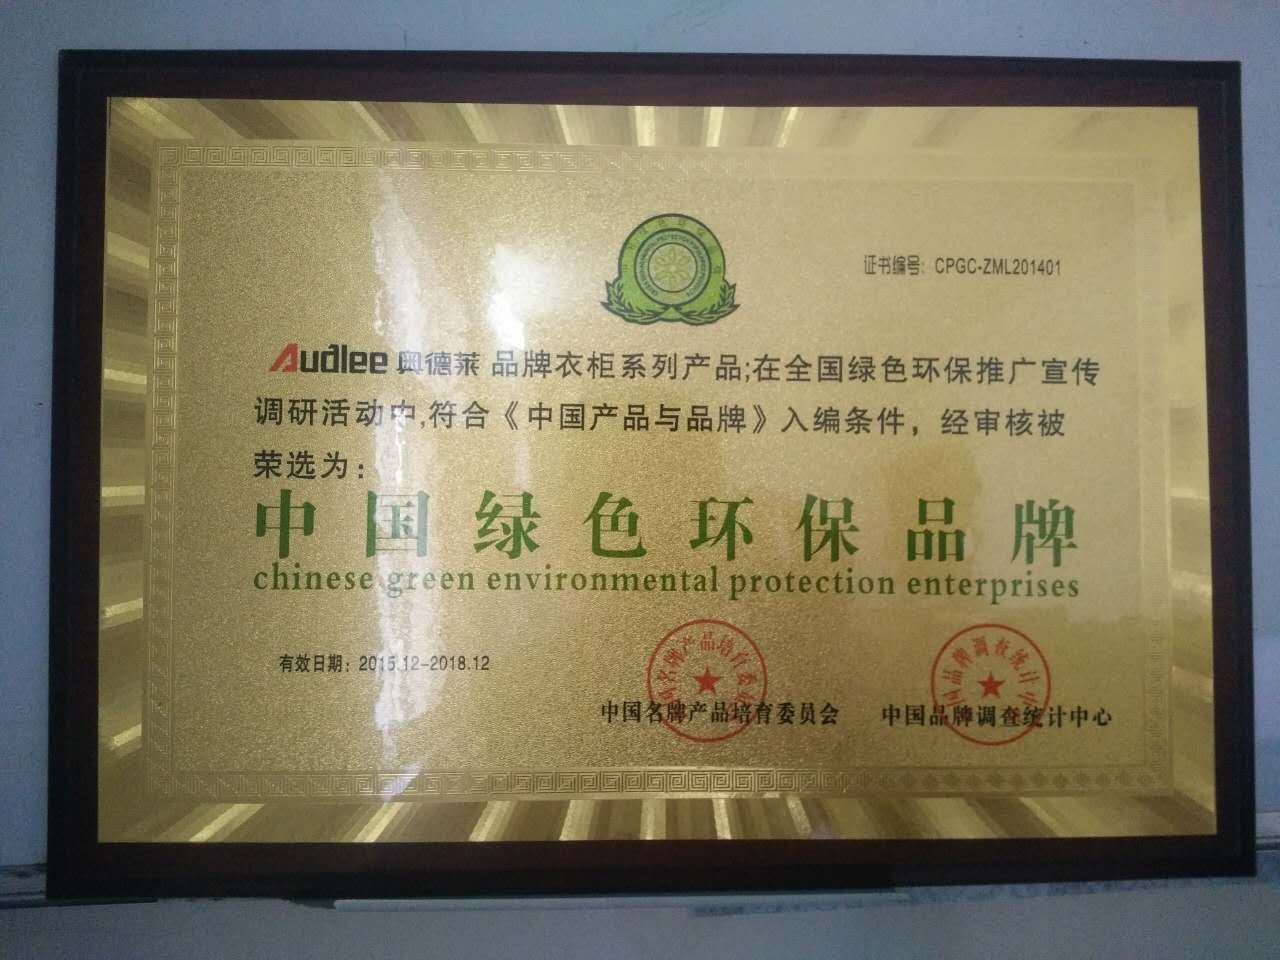 证书编号: CPGC-ZML201401
Audlee 奥德莱 品牌衣柜系列产品;在全国绿色环保推广宣传
调研活动中,符合《中国产品与品牌》入编条件，经审核被
荣选为:
中国绿色环保品牌
chinese green environmental protection enterprises
有效日期: 2015.12-2018.12
中国名牌产品培育委员会
中国品牌调查统计中心